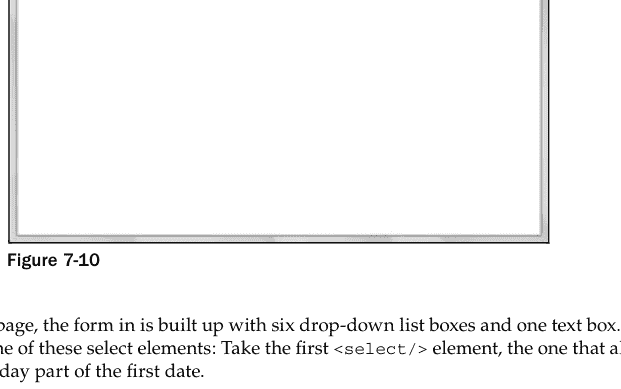 Figure 7-10
page, the form in is built up with six drop-down list boxes and one text box.
of these select elements: Take the first <select/> element, the one that
day part of the first date.